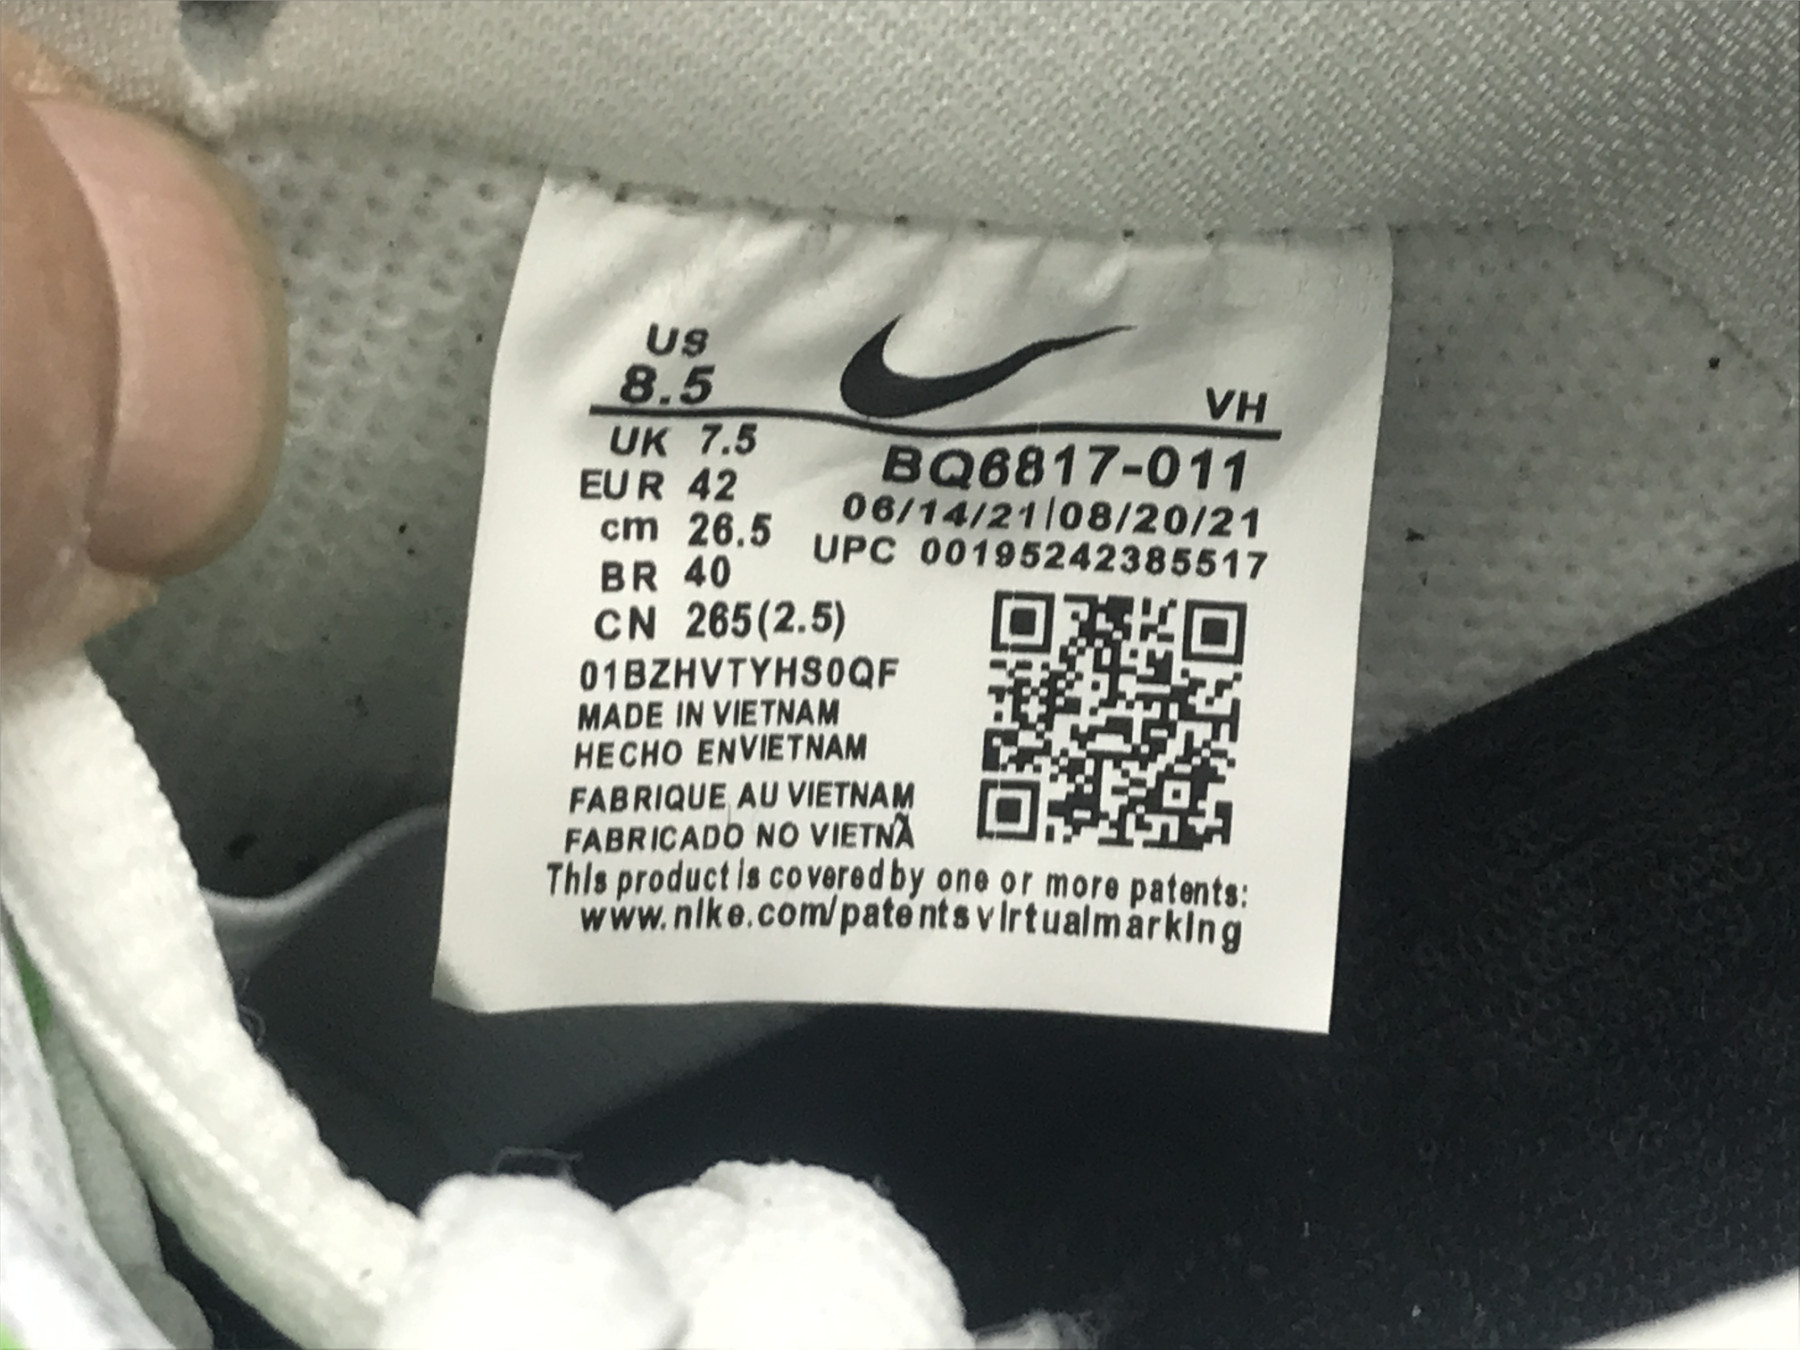 US
8.5
VH
UK 7.5
BQ6817-011
EUR 42
06/14/21|08/20/21
cm 26.5
UPC 00195242385517
BR 40
CN 265(2.5)
01BZHVTYHS0QF
MADE IN VIETNAM
HECHO ENVIETNAM
FABRIQUE AU VIETNAM
FABRICADO NO VIETNÃ
This product is covered by one or more patents:
www.nike.com/patentsvirtualmarking